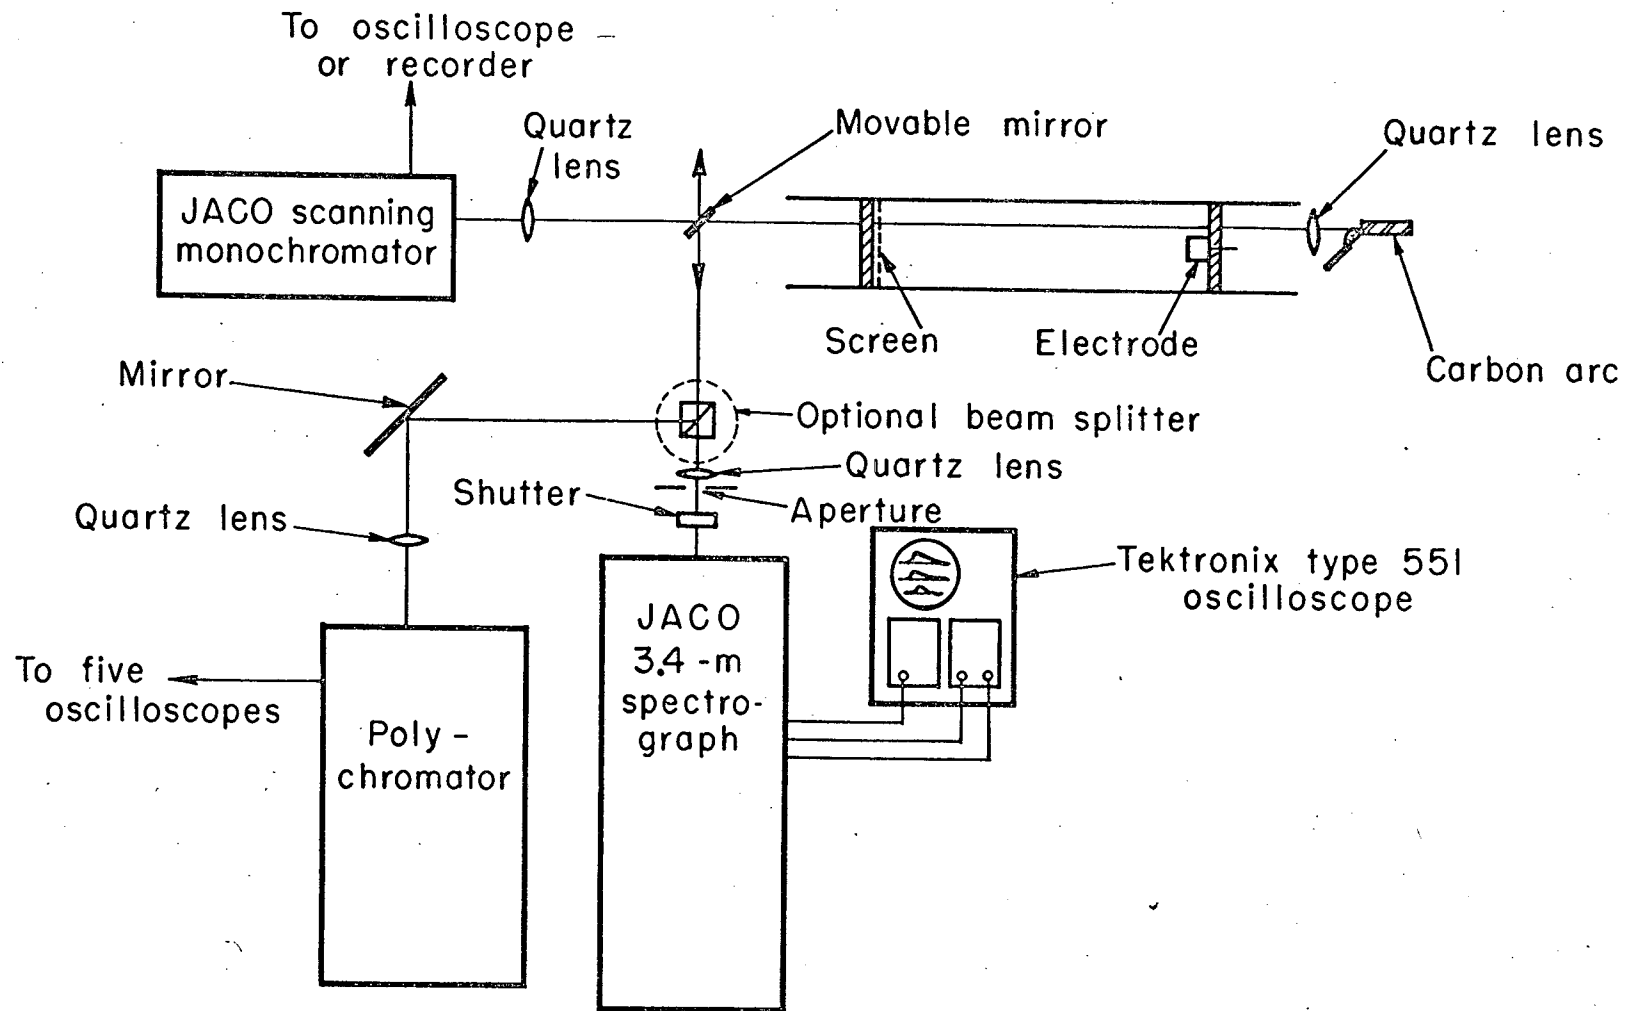 To oscilloscope
or recorder
Quartz
lens
Movable mirror
Quartz lens
JACO scanning
monochromator
Screen
Electrode
Carbon arc
Mirror
Optional beam splitter
Quartz lens
Shutter
Aperture
Quartz lens
Tektronix type 551
oscilloscope
JACO
3.4-m
spectro-
graph
To five
oscilloscopes
Poly-
chromator